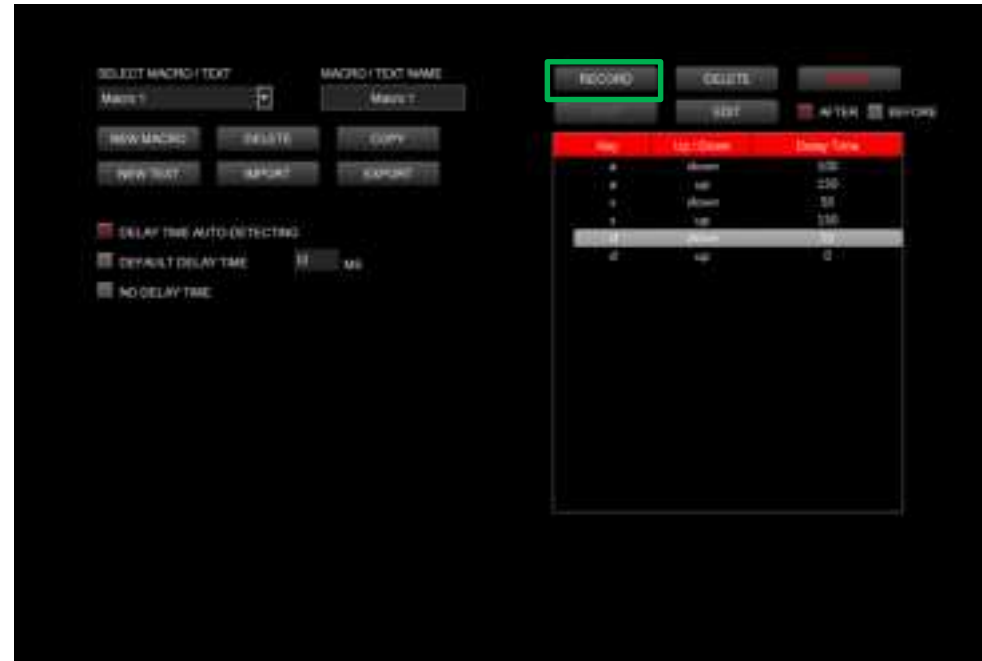 SELECT MACRO / TEXT
MACRO / TEXT NAME
Macro 1
Macro 1
NEW MACRO
DELETE
COPY
NEW TEXT
IMPORT
EXPORT
DELAY TIME AUTO DETECTING
DEFAULT DELAY TIME
MS
NO DELAY TIME
RECORD
DELETE
EDIT
AFTER
BEFORE
Key Up / Down Delay Time
down
up
down
up
d down
d up 0